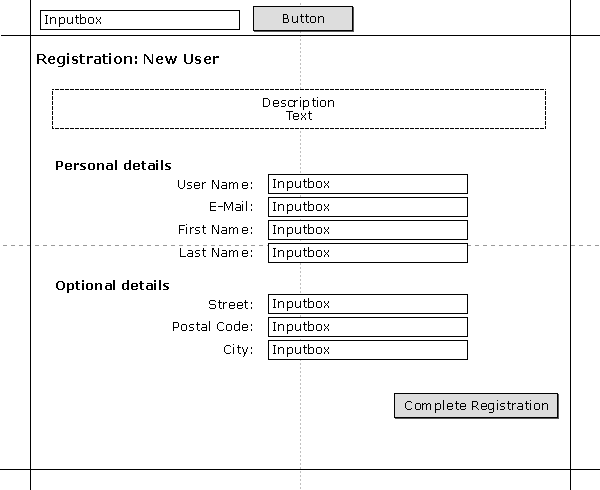 Inputbox Button
Registration: New User
Description
Text
Personal details
User Name: Inputbox
E-Mail: Inputbox
First Name: Inputbox
Last Name: Inputbox
Optional details
Street: Inputbox
Postal Code: Inputbox
City: Inputbox
Complete Registration